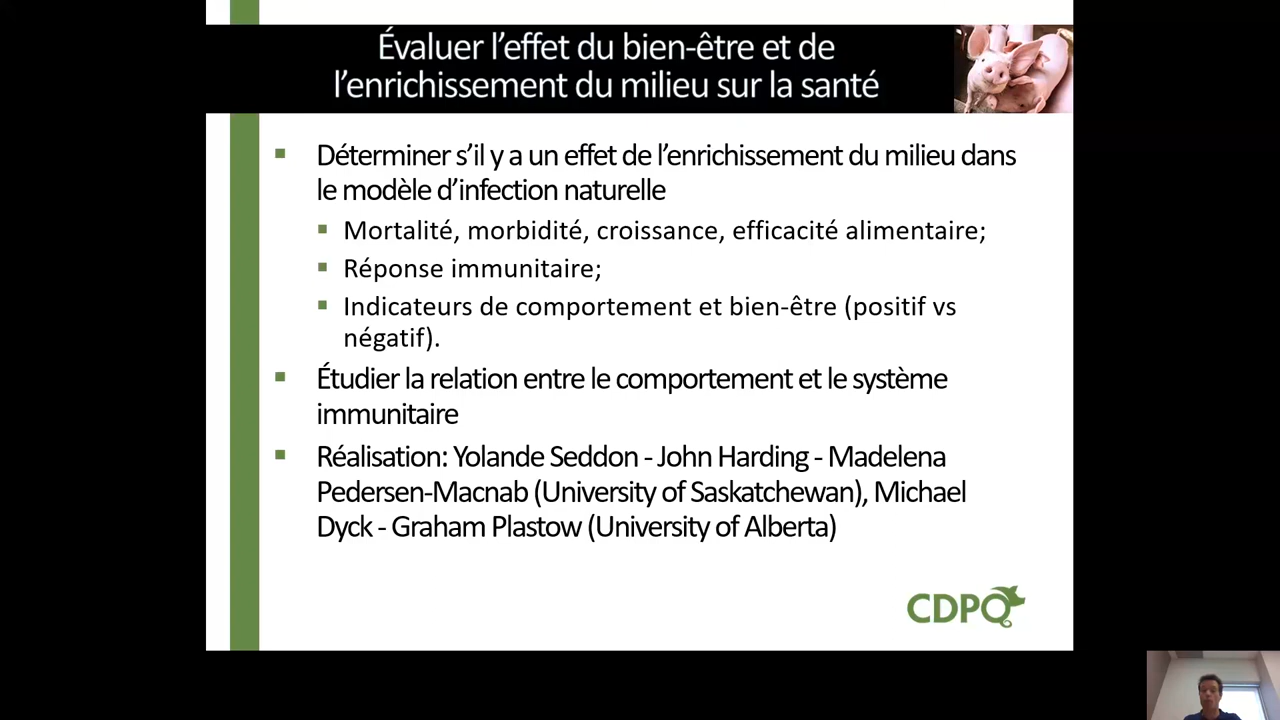 Évaluer l'effet du bien-être et de
l'enrichissement du milieu sur la santé
Déterminer s'il y a un effet de l'enrichissement du milieu dans
le modèle d'infection naturelle
Mortalité, morbidité, croissance, efficacité alimentaire;
Réponse immunitaire;
Indicateurs de comportement et bien-être (positif vs
négatif).
Étudier la relation entre le comportement et le système
immunitaire
Réalisation: Yolande Seddon - John Harding - Madelena
Pedersen-Macnab (University of Saskatchewan), Michael
Dyck - Graham Plastow (University of Alberta)
CDPQ